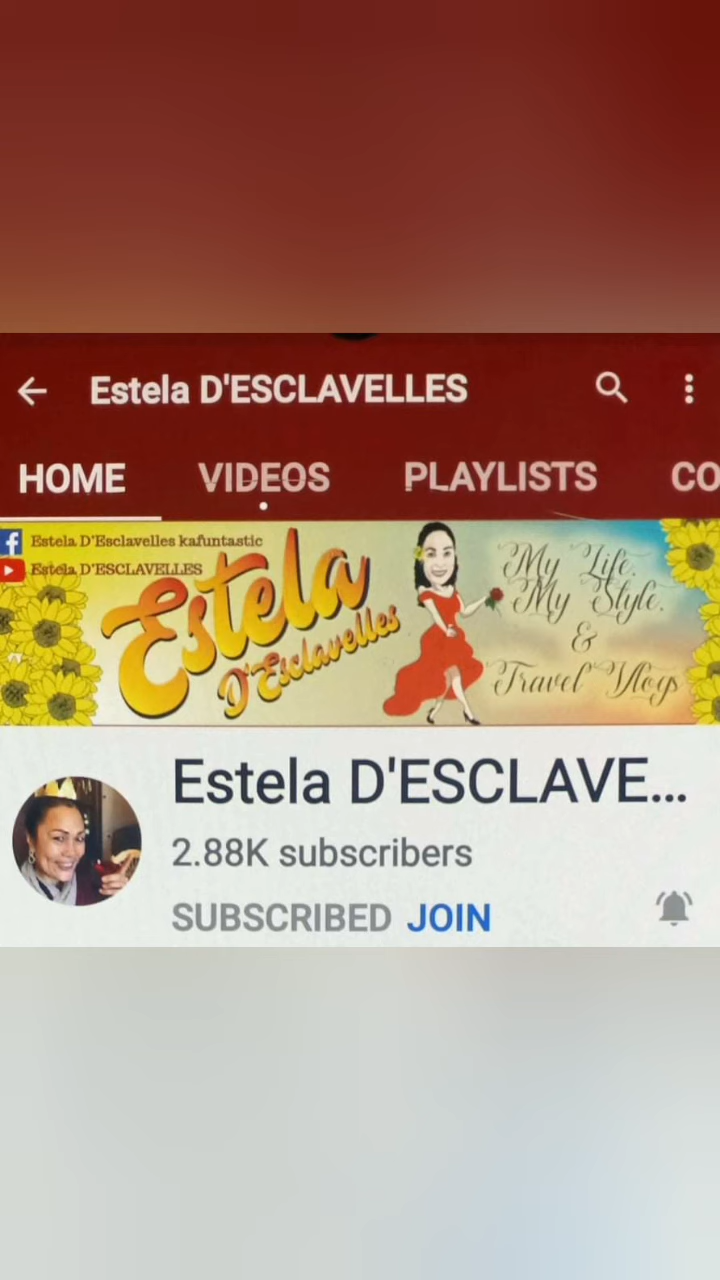 Estela D'ESCLAVELLES
HOME VIDEOS PLAYLISTS CO
Estela D'Esclavelles kafuntastic
Estela D'ESCLAVELLES
Estela
D'Esclavelles
My Life.
My Style.
&
Travel Vlogs
Estela D'ESCLAVE...
2.88K subscribers
SUBSCRIBED JOIN